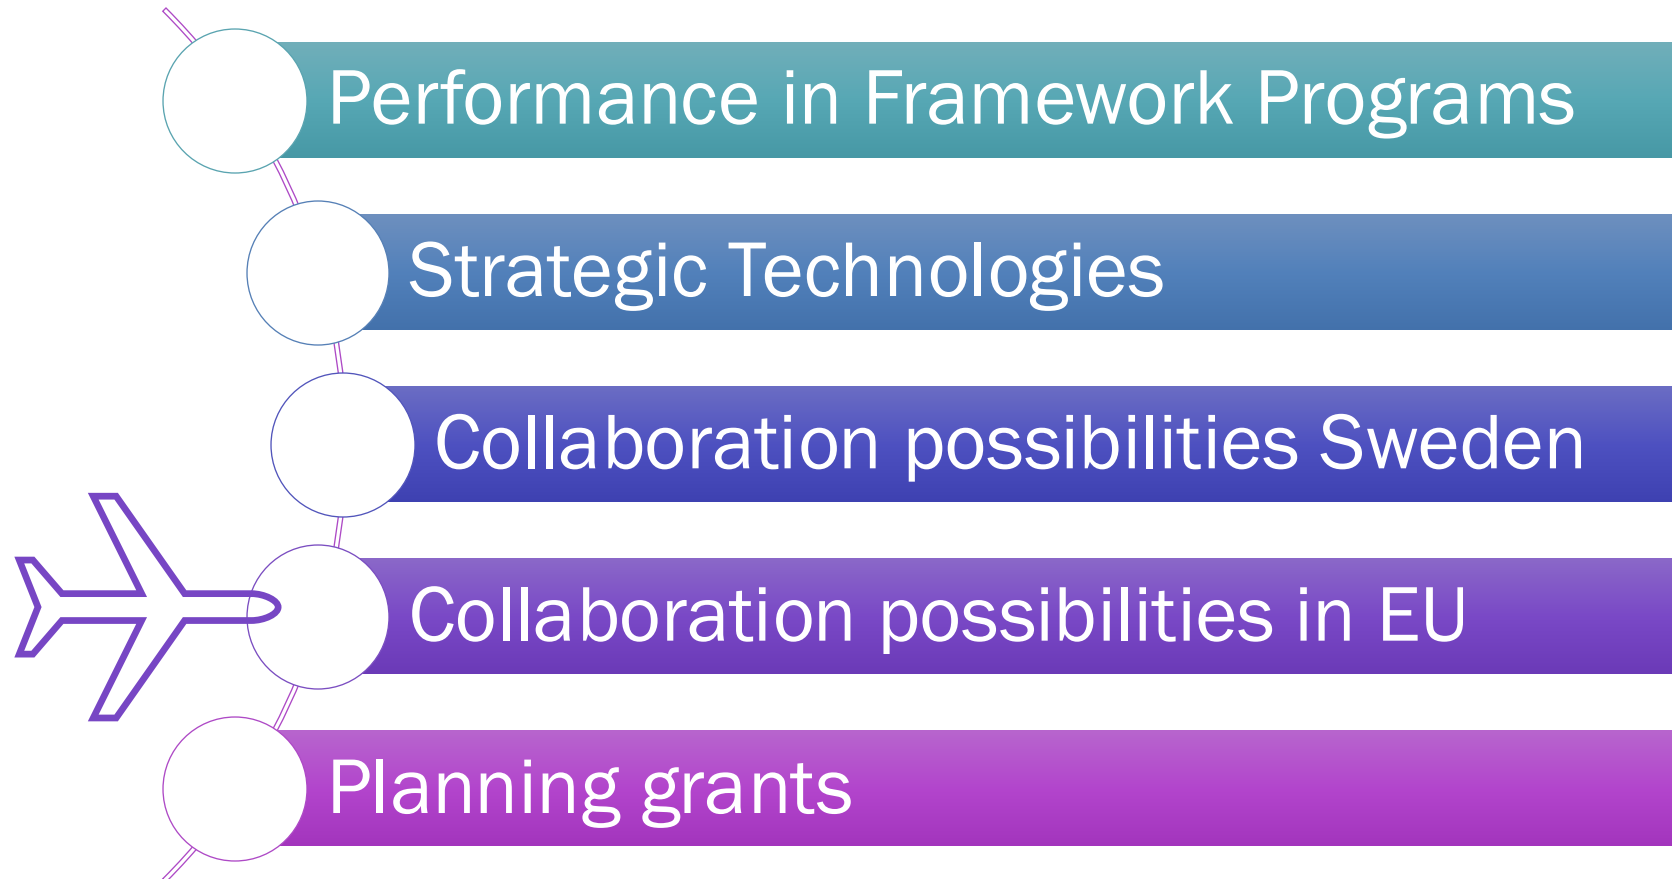 Performance in Framework Programs
Strategic Technologies
Collaboration possibilities Sweden
Collaboration possibilities in EU
Planning grants